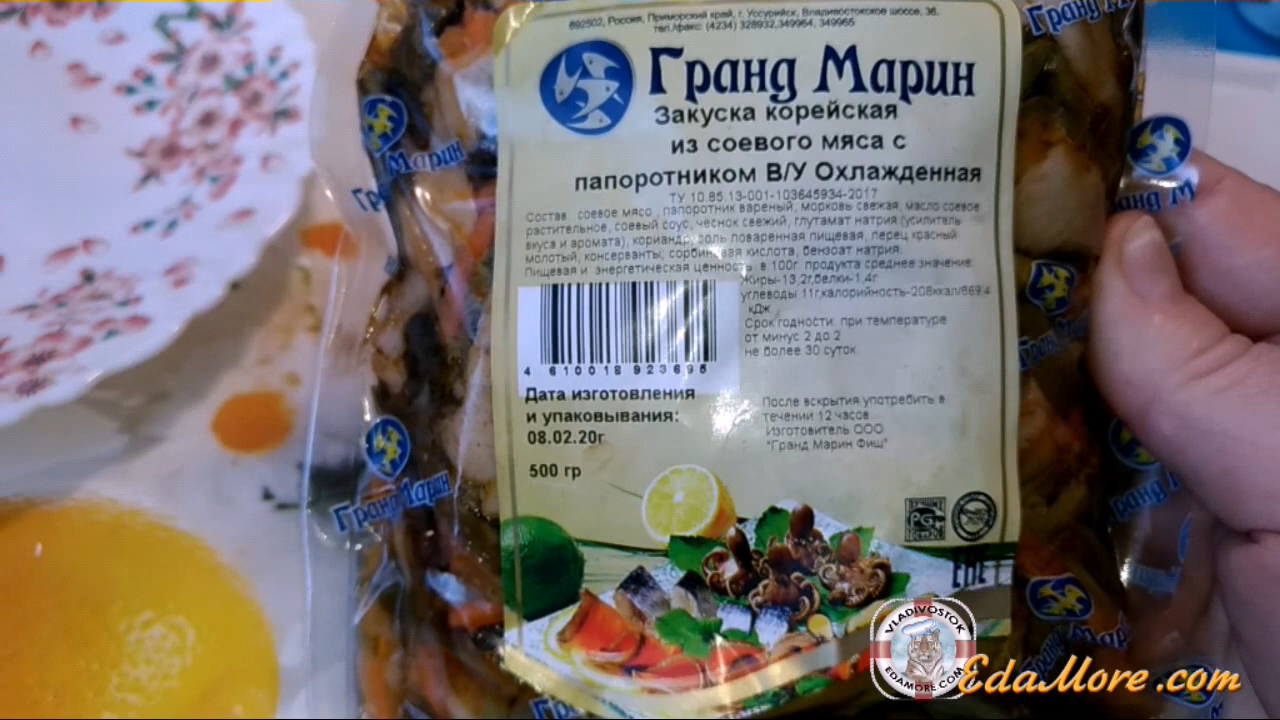 692502, Россия, Приморский край, г. Уссурийск, Владивостокское шоссе, 36,
тел./факс: (4234) 328932,349964, 349965
Гранд Марин
Закуска корейская
из соевого мяса с
папоротником В/У Охлажденная
ТУ 10.85.13-001-103645934-2017
Состав: соевое мясо, папоротник вареный, морковь свежая, масло соевое
растительное, соевый соус, чеснок свежий, глутамат натрия (усилитель
вкуса и аромата), кориандр, соль поваренная пищевая, перец красный
молотый, консерванты: сорбиновая кислота, бензоат натрия.
Пищевая и энергетическая ценность в 100г. продукта среднее значение:
Жиры-13,2г,белки-1,4г
углеводы 11г,калорийность-208ккал/869,4
кДж
Срок годности: при температуре
от минус 2 до 2
не более 30 суток
4 610018 923695
Дата изготовления
и упаковывания:
08.02.20г
500 гр
После вскрытия употребить в
течении 12 часов
Изготовитель ООО
"Гранд Марин Фиш"
PG
EAC
Гранд Марин
Гранд Марин
VLADIVOSTOK
EDAMORE.COM
EdaMore.com